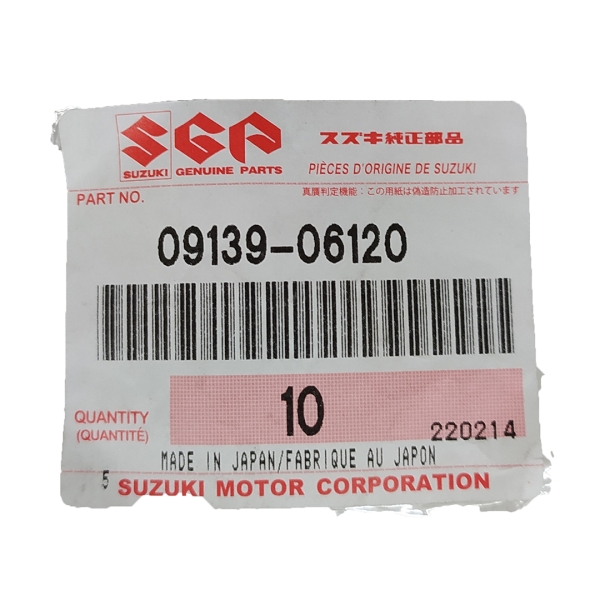 SGP
スズキ純正部品
SUZUKI GENUINE PARTS
PIÈCES D'ORIGINE DE SUZUKI
PART NO.
真贋判定機能：この用紙は偽造防止加工されています
09139-06120
QUANTITY
(QUANTITÉ)
10
220214
MADE IN JAPAN/FABRIQUE AU JAPON
5
SUZUKI MOTOR CORPORATION